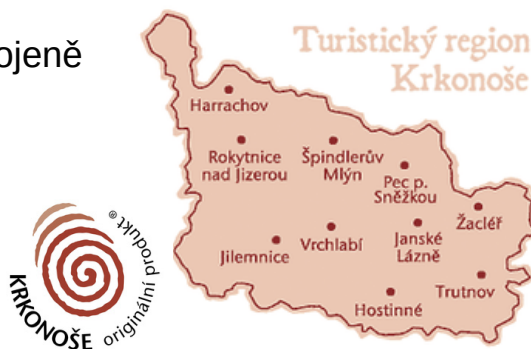 ojeně
Turistický region
Krkonoše
Harrachov
Rokytnice
nad Jizerou
Špindlerův
Mlýn
Pec p.
Sněžkou
Žacléř
Jilemnice
Vrchlabí
Janské
Lázně
Hostinné
Trutnov
KRKONOŠE originální produkt®